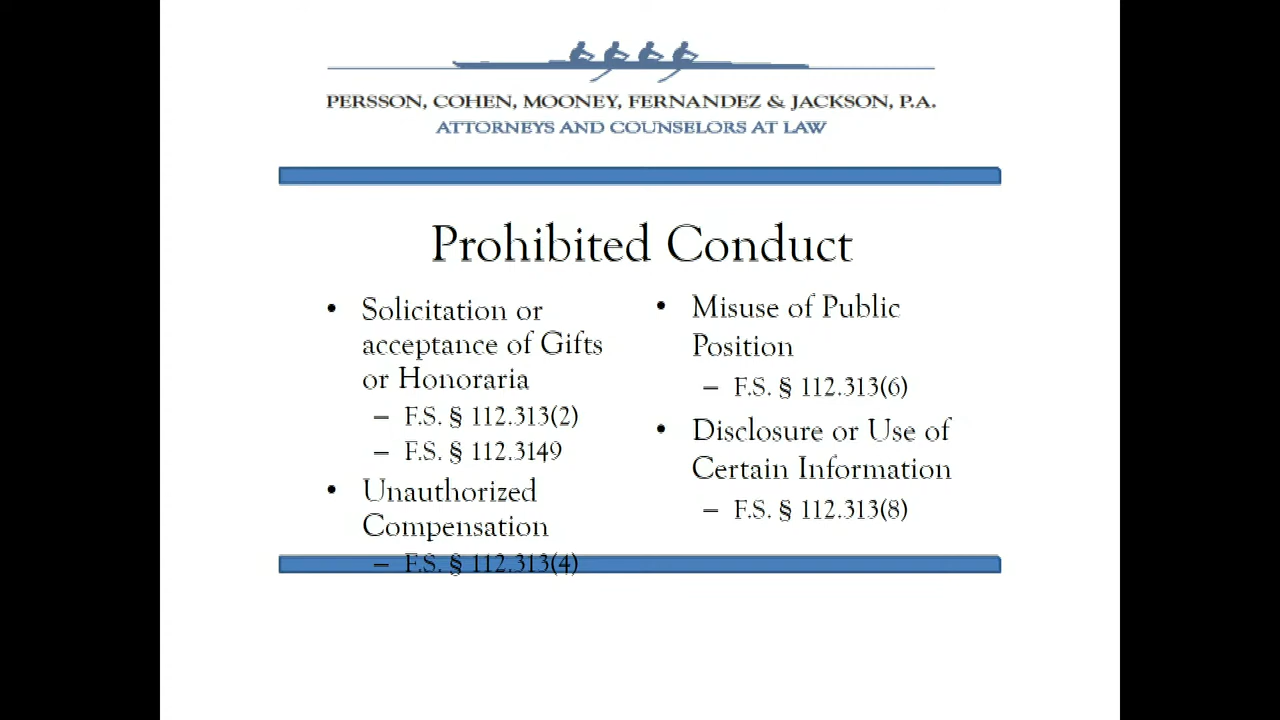 PERSSON, COHEN, MOONEY, FERNANDEZ & JACKSON, P.A.
ATTORNEYS AND COUNSELORS AT LAW
Prohibited Conduct
• Solicitation or
acceptance of Gifts
or Honoraria
– F.S. § 112.313(2)
– F.S. § 112.3149
• Unauthorized
Compensation
– F.S. § 112.313(4)
• Misuse of Public
Position
– F.S. § 112.313(6)
• Disclosure or Use of
Certain Information
– F.S. § 112.313(8)